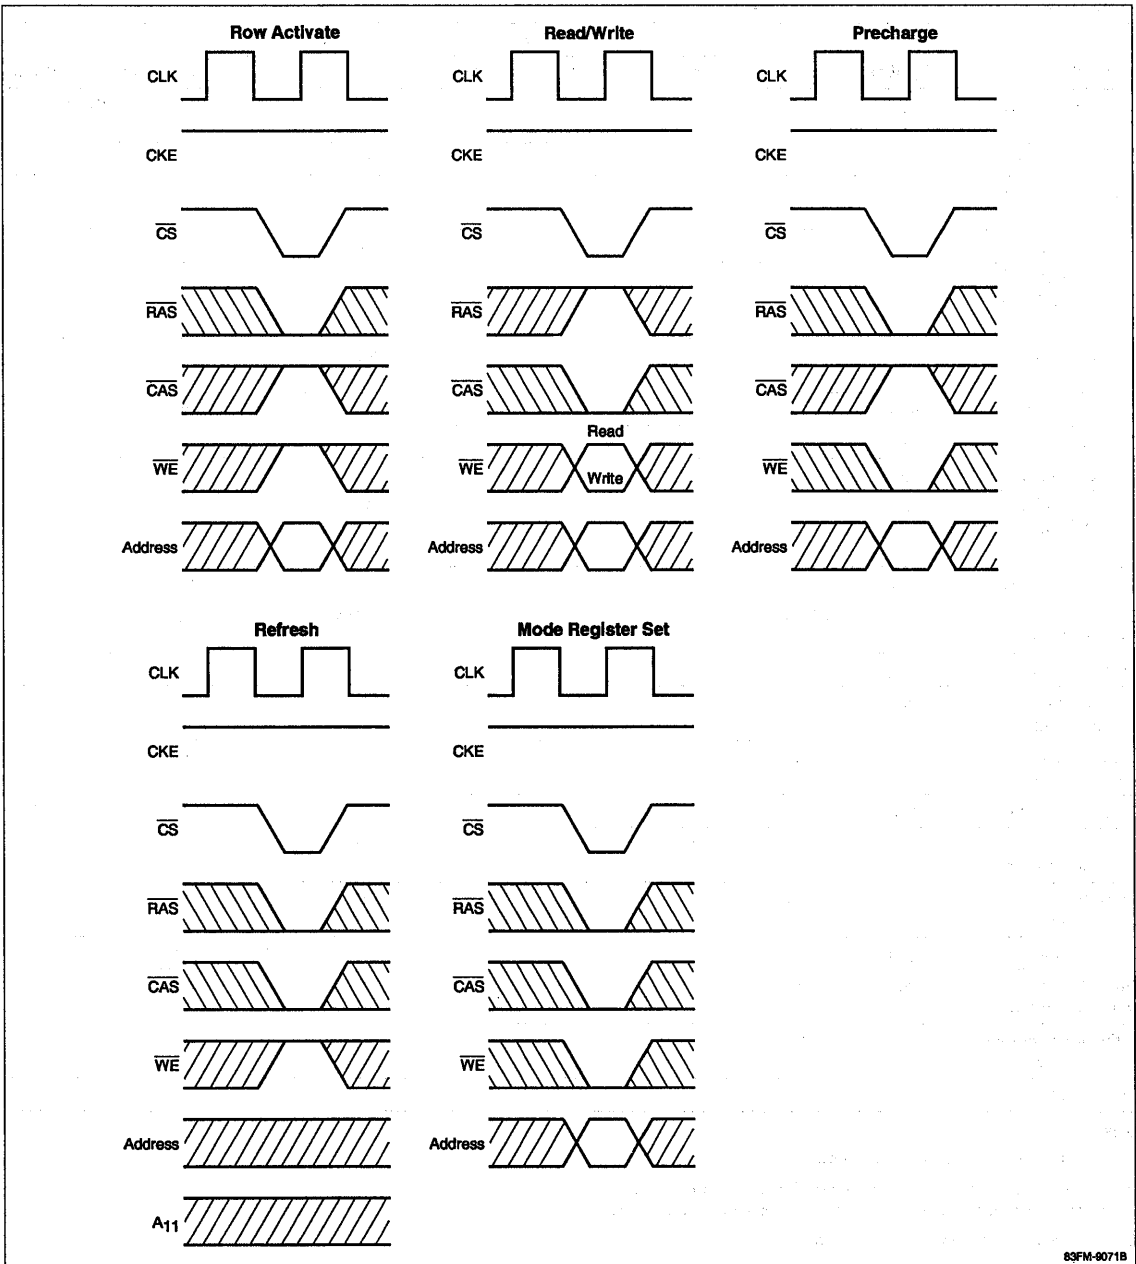 Row Activate
CLK
CKE
CS
RAS
CAS
WE
Address
Read/Write
CLK
CKE
CS
RAS
CAS
Read
WE
Write
Address
Precharge
CLK
CKE
CS
RAS
CAS
WE
Address
Refresh
CLK
CKE
CS
RAS
CAS
WE
Address
A11
Mode Register Set
CLK
CKE
CS
RAS
CAS
WE
Address
83FM-9071B